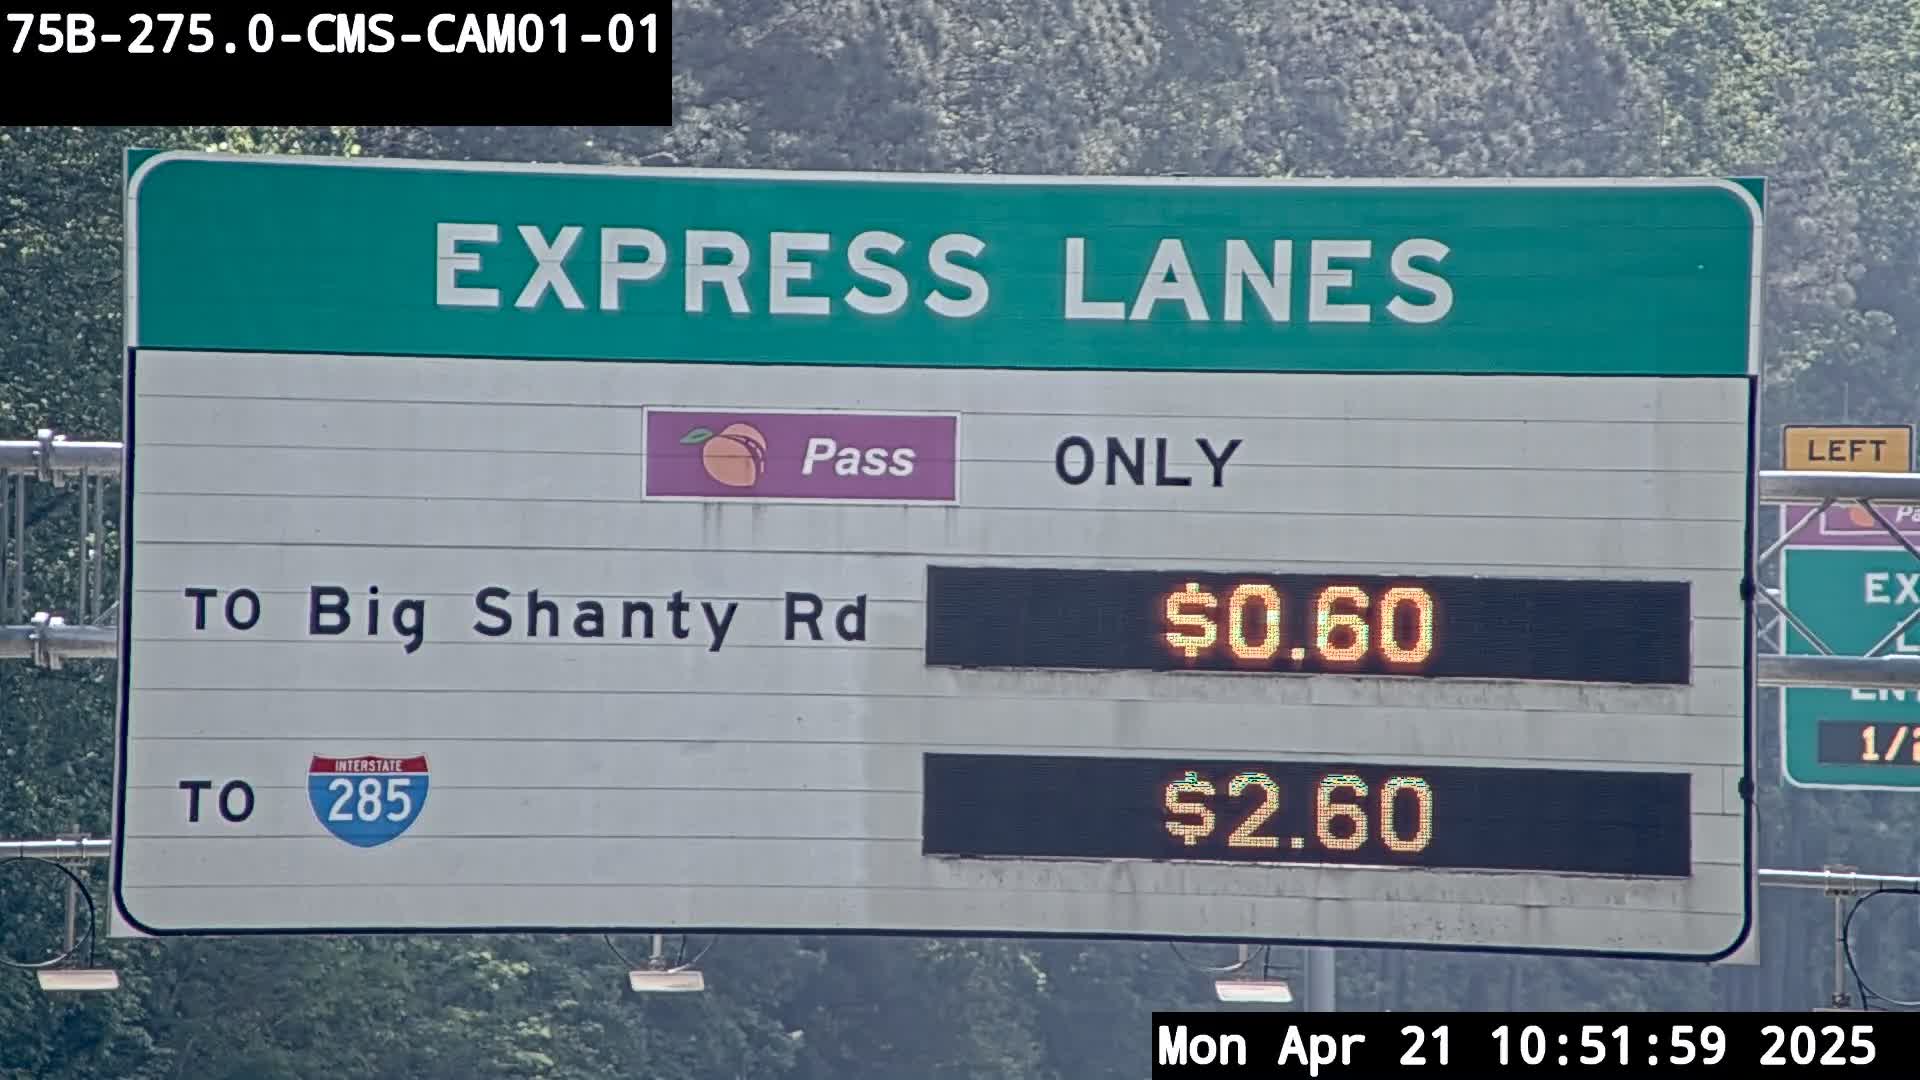 75B-275.0-CMS-CAM01-01
EXPRESS LANES
Pass ONLY
TO Big Shanty Rd $0.60
TO INTERSTATE 285 $2.60
LEFT
EX
Mon Apr 21 10:51:59 2025